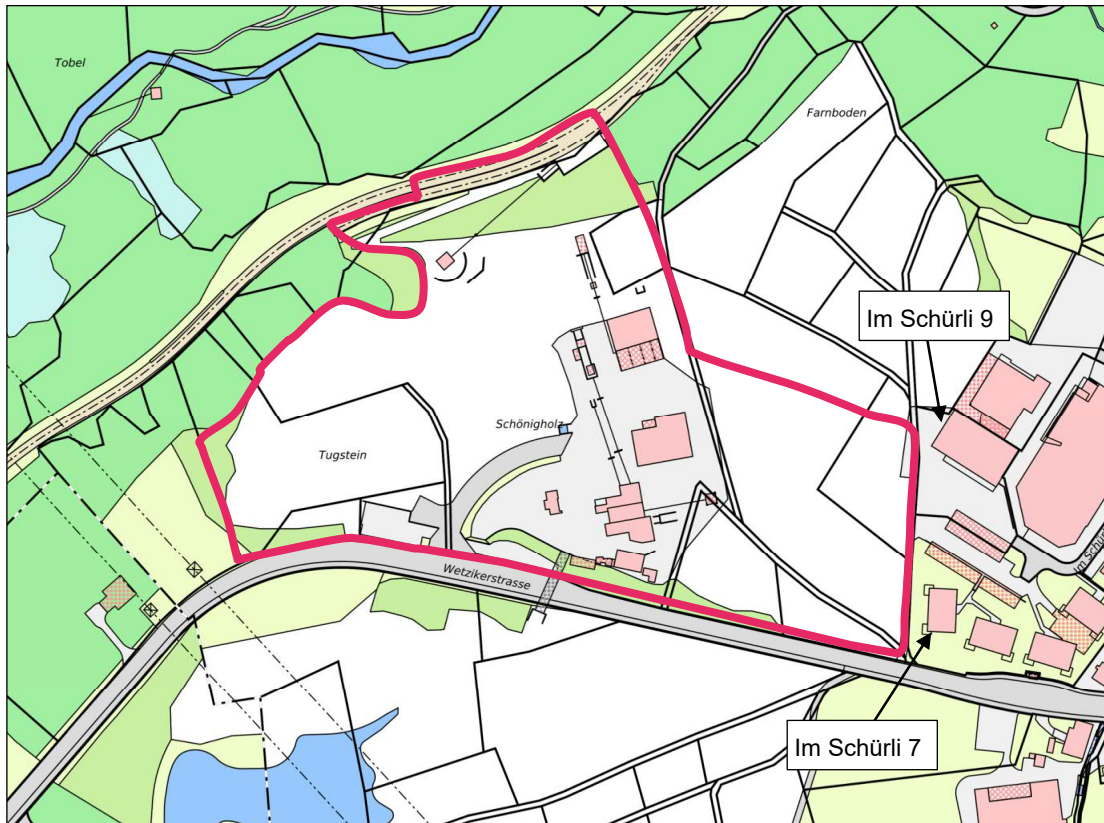 Tobel
Farnboden
Im Schürli 9
Schönigholz
Tugstein
Wetzikerstrasse
Im Schürli 7